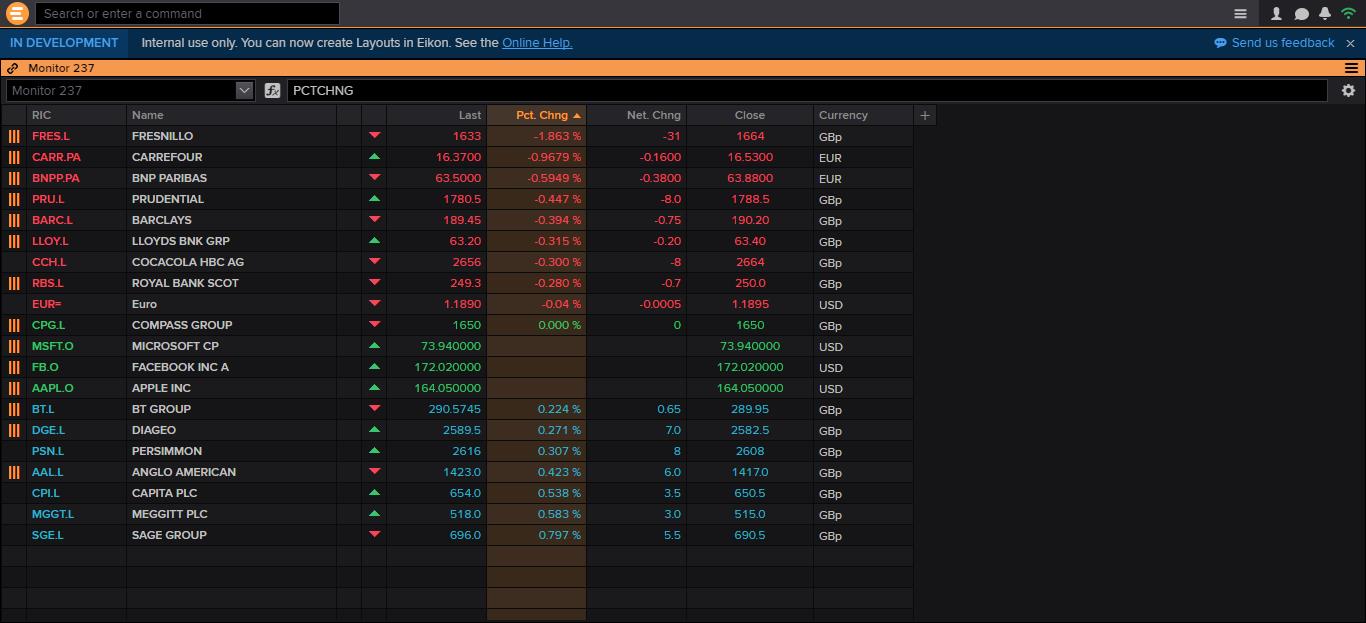 Search or enter a command
IN DEVELOPMENT Internal use only. You can now create Layouts in Eikon. See the Online Help. Send us feedback
Monitor 237
Monitor 237 fx PCTCHNG
RIC Name Last Pct. Chng Net. Chng Close Currency +
FRES.L FRESNILLO 1633 -1.863 % -31 1664 GBp
CARR.PA CARREFOUR 16.3700 -0.9679 % -0.1600 16.5300 EUR
BNPP.PA BNP PARIBAS 63.5000 -0.5949 % -0.3800 63.8800 EUR
PRU.L PRUDENTIAL 1780.5 -0.447 % -8.0 1788.5 GBp
BARC.L BARCLAYS 189.45 -0.394 % -0.75 190.20 GBp
LLOY.L LLOYDS BNK GRP 63.20 -0.315 % -0.20 63.40 GBp
CCH.L COCACOLA HBC AG 2656 -0.300 % -8 2664 GBp
RBS.L ROYAL BANK SCOT 249.3 -0.280 % -0.7 250.0 GBp
EUR= Euro 1.1890 -0.04 % -0.0005 1.1895 USD
CPG.L COMPASS GROUP 1650 0.000 % 0 1650 GBp
MSFT.O MICROSOFT CP 73.940000 73.940000 USD
FB.O FACEBOOK INC A 172.020000 172.020000 USD
AAPL.O APPLE INC 164.050000 164.050000 USD
BT.L BT GROUP 290.5745 0.224 % 0.65 289.95 GBp
DGE.L DIAGEO 2589.5 0.271 % 7.0 2582.5 GBp
PSN.L PERSIMMON 2616 0.307 % 8 2608 GBp
AAL.L ANGLO AMERICAN 1423.0 0.423 % 6.0 1417.0 GBp
CPI.L CAPITA PLC 654.0 0.538 % 3.5 650.5 GBp
MGGT.L MEGGITT PLC 518.0 0.583 % 3.0 515.0 GBp
SGE.L SAGE GROUP 696.0 0.797 % 5.5 690.5 GBp